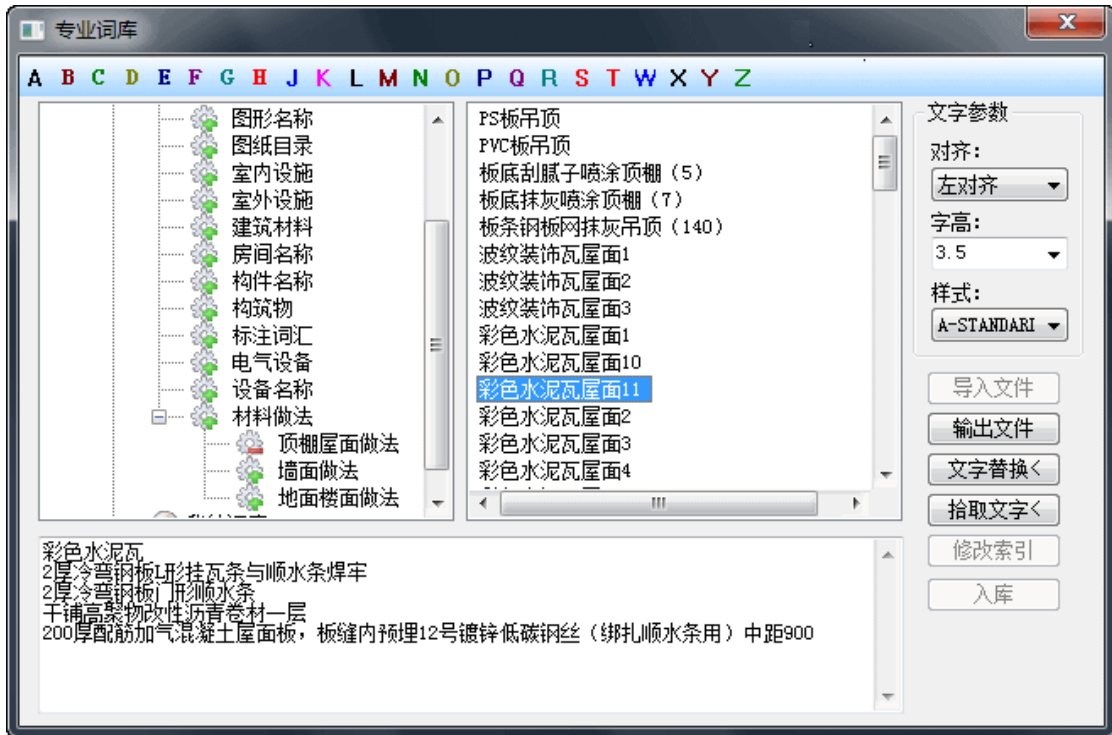 专业词库
A B C D E F G H J K L M N O P Q R S T W X Y Z
图形名称
图纸目录
室内设施
室外设施
建筑材料
房间名称
构件名称
构筑物
标注词汇
电气设备
设备名称
材料做法
顶棚屋面做法
墙面做法
地面楼面做法
PS板吊顶
PVC板吊顶
板底刮腻子喷涂顶棚（5）
板底抹灰喷涂顶棚（7）
板条钢板网抹灰吊顶（140）
波纹装饰瓦屋面1
波纹装饰瓦屋面2
波纹装饰瓦屋面3
彩色水泥瓦屋面1
彩色水泥瓦屋面10
彩色水泥瓦屋面11
彩色水泥瓦屋面2
彩色水泥瓦屋面3
彩色水泥瓦屋面4
文字参数
对齐：
左对齐
字高：
3.5
样式：
A-STANDARI
导入文件
输出文件
文字替换<
拾取文字<
修改索引
入库
彩色水泥瓦
2厚冷弯钢板L形挂瓦条与顺水条焊牢
2厚冷弯钢板门形顺水条
干铺高聚物改性沥青卷材一层
200厚配筋加气混凝土屋面板，板缝内预埋12号镀锌低碳钢丝（绑扎顺水条用）中距900